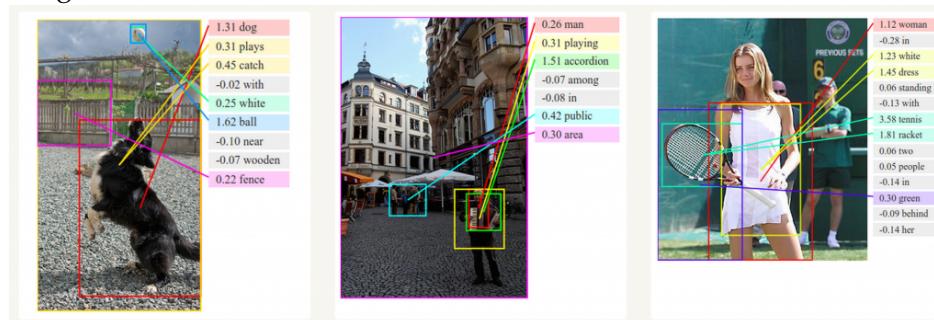 1.31 dog
0.31 plays
0.45 catch
-0.02 with
0.25 white
1.62 ball
-0.10 near
-0.07 wooden
0.22 fence
0.26 man
0.31 playing
1.51 accordion
-0.07 among
-0.08 in
0.42 public
0.30 area
1.12 woman
-0.28 in
1.23 white
1.45 dress
0.06 standing
-0.13 with
3.58 tennis
1.81 racket
0.06 two
0.05 people
-0.14 in
0.30 green
-0.09 behind
-0.14 her
PREVIOUS SETS
6